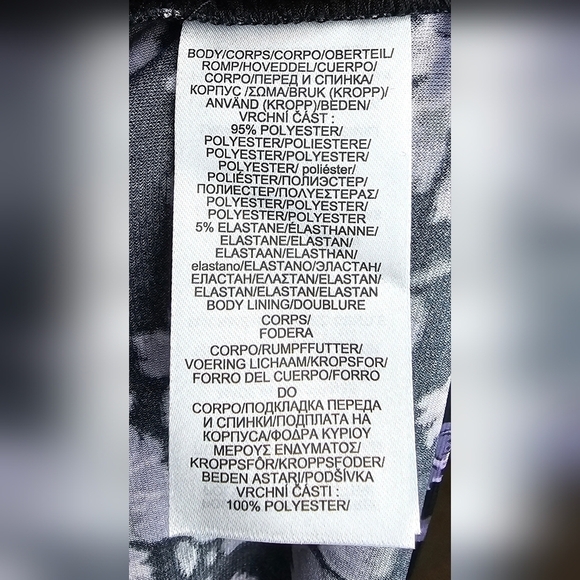 BODY/CORPS/CORPO/OBERTEIL/
ROMP/HOVEDDEL/CUERPO/
CORPO/ПЕРЕД И СПИНКА/
КОРПУС /ΣΩΜΑ/BRUK (KROPP)/
ANVÄND (KROPP)/BEDEN/
VRCHNÍ ČÁST :
95% POLYESTER/
POLYESTER/POLIESTERE/
POLYESTER/POLYESTER/
POLYESTER/ poliéster/
POLIÉSTER/ПОЛИЭСТЕР/
ПОЛИЕСТЕР/ΠΟΛΥΕΣΤΕΡΑΣ/
POLYESTER/POLYESTER/
POLYESTER/POLYESTER
5% ELASTANE/ÉLASTHANNE/
ELASTANE/ELASTAN/
ELASTAAN/ELASTHAN/
elastano/ELASTANO/ЭЛАСТАН/
ЕЛАСТАН/ΕΛΑΣΤΑΝ/ELASTAN/
ELASTAN/ELASTAN/ELASTAN
BODY LINING/DOUBLURE
CORPS/
FODERA
CORPO/RUMPFFUTTER/
VOERING LICHAAM/KROPSFOR/
FORRO DEL CUERPO/FORRO
DO
CORPO/ПОДКЛАДКА ПЕРЕДА
И СПИНКИ/ПОДПЛАТА НА
КОРПУСА/ΦΟΔΡΑ ΚΥΡΙΟΥ
ΜΕΡΟΥΣ ΕΝΔΥΜΑΤΟΣ/
KROPPSFÔR/KROPPSFODER/
BEDEN ASTARI/PODŠÍVKA
VRCHNÍ ČÁSTI :
100% POLYESTER/